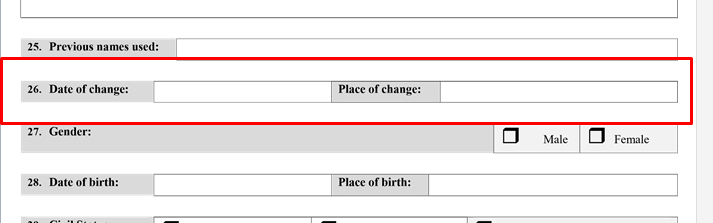 25. Previous names used:
26. Date of change: Place of change:
27. Gender: Male Female
28. Date of birth: Place of birth: